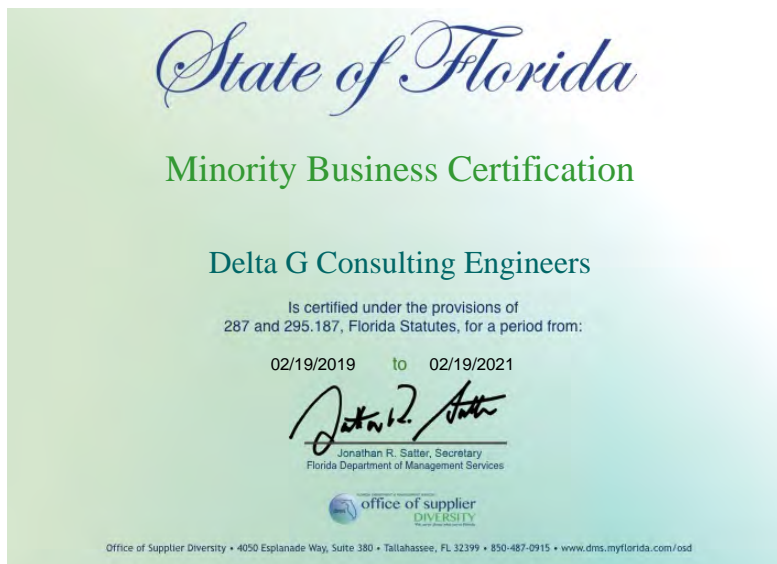 State of Florida
Minority Business Certification
Delta G Consulting Engineers
Is certified under the provisions of
287 and 295.187, Florida Statutes, for a period from:
02/19/2019 to 02/19/2021
Jonathan R. Satter, Secretary
Florida Department of Management Services
office of supplier
DIVERSITY
Office of Supplier Diversity • 4050 Esplanade Way, Suite 380 • Tallahassee, FL 32399 • 850-487-0915 • www.dms.myflorida.com/osd